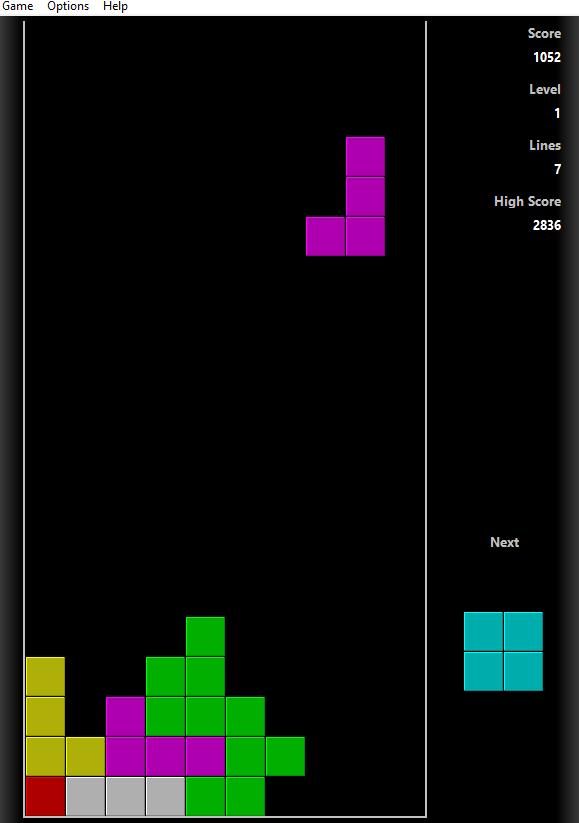 Game Options Help
Score
1052
Level
1
Lines
7
High Score
2836
Next